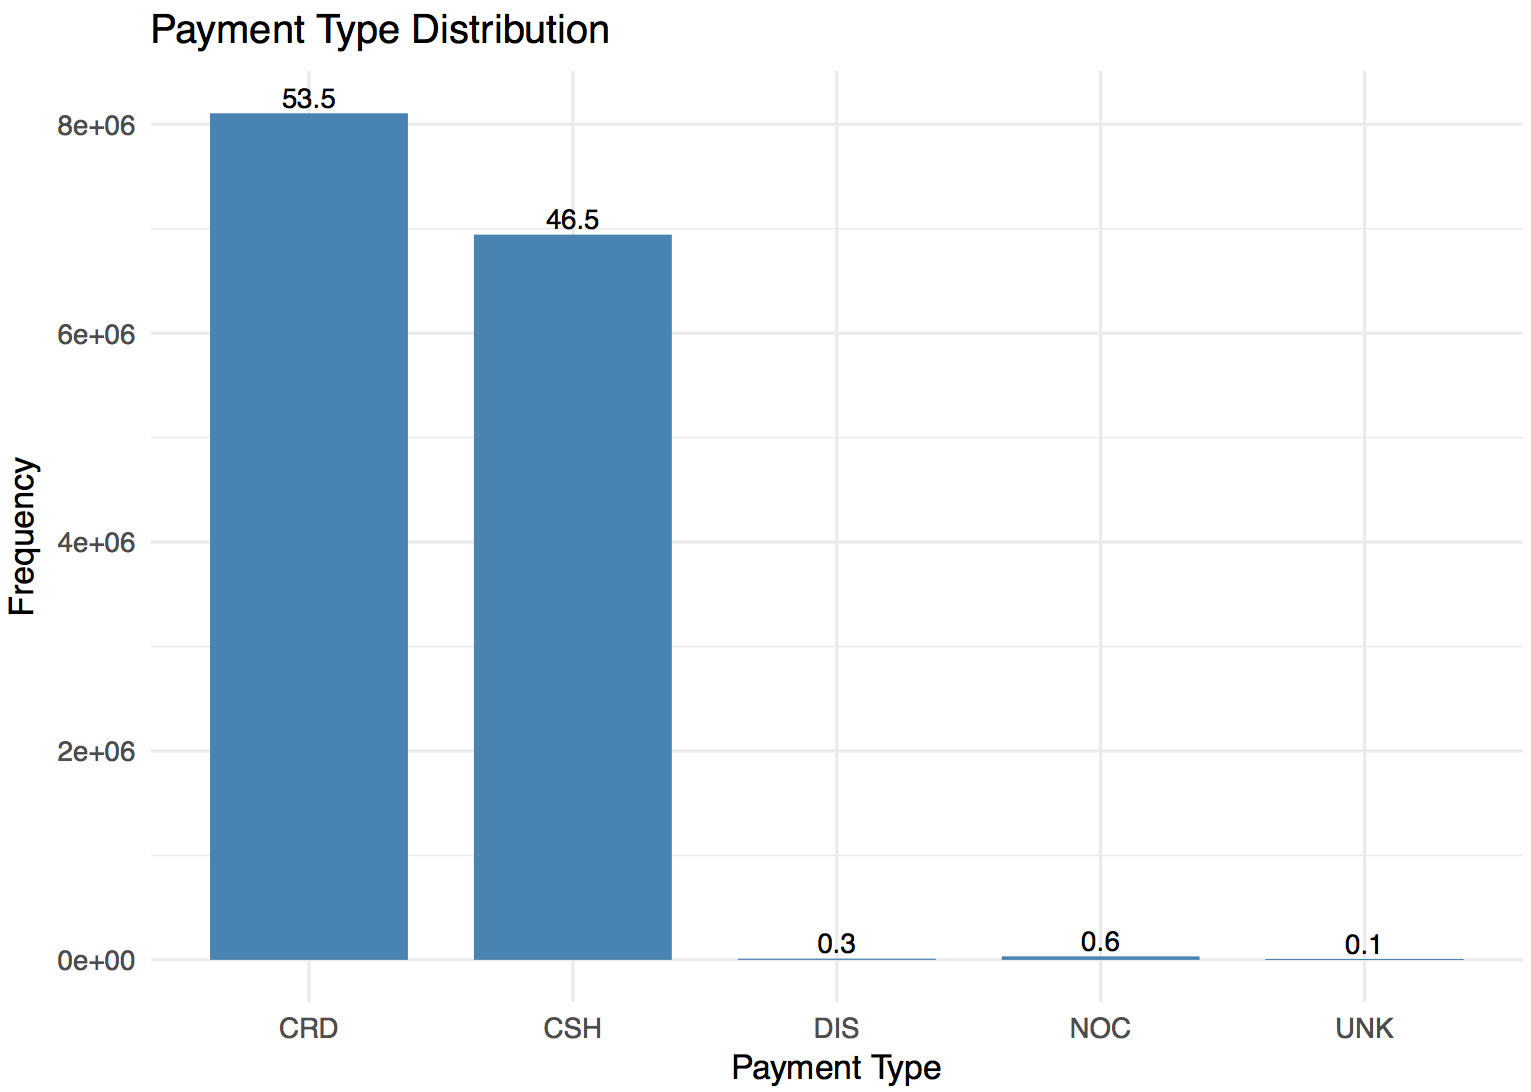 Payment Type Distribution
53.5
8e+06
46.5
6e+06
4e+06
Frequency
2e+06
0.3
0.6
0.1
0e+00
CRD CSH DIS NOC UNK
Payment Type